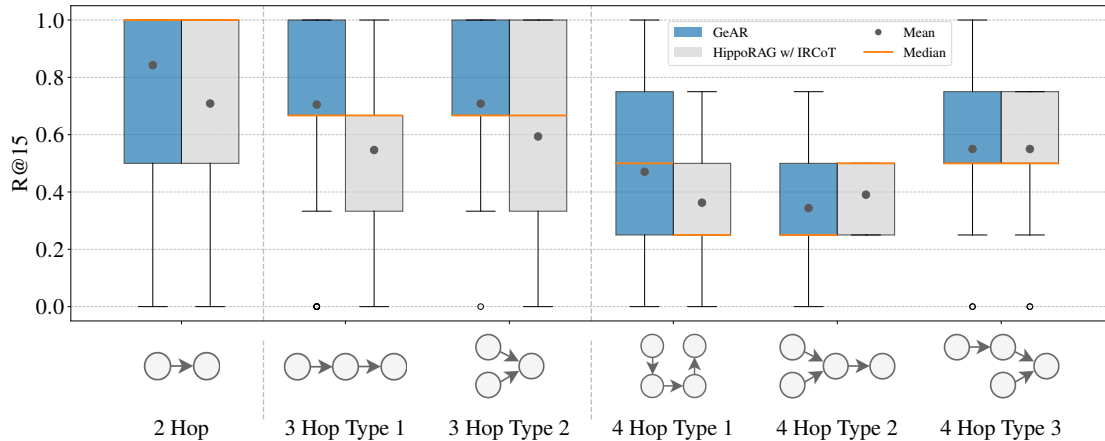 GeAR
HippoRAG w/ IRCoT
Mean
Median
R@15
1.0
0.8
0.6
0.4
0.2
0.0
2 Hop
3 Hop Type 1
3 Hop Type 2
4 Hop Type 1
4 Hop Type 2
4 Hop Type 3